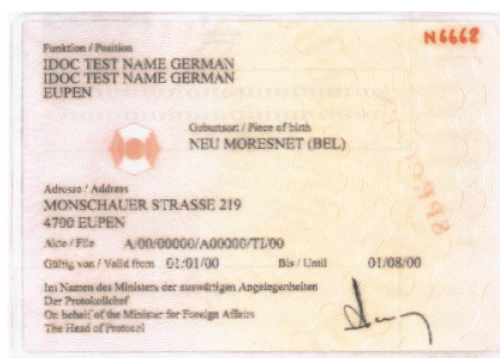 N6668
Funktion / Position
IDOC TEST NAME GERMAN
IDOC TEST NAME GERMAN
EUPEN
Geburtsort / Place of birth
NEU MORESNET (BEL)
SPECI
Adresse / Address
MONSCHAUER STRASSE 219
4700 EUPEN
Akte / File A/00/00000/A00000/TI/00
Gültig von / Valid from 01/01/00 Bis / Until 01/08/00
Im Namen des Ministers der auswärtigen Angelegenheiten
Der Protokollchef
On behalf of the Minister for Foreign Affairs
The Head of Protocol